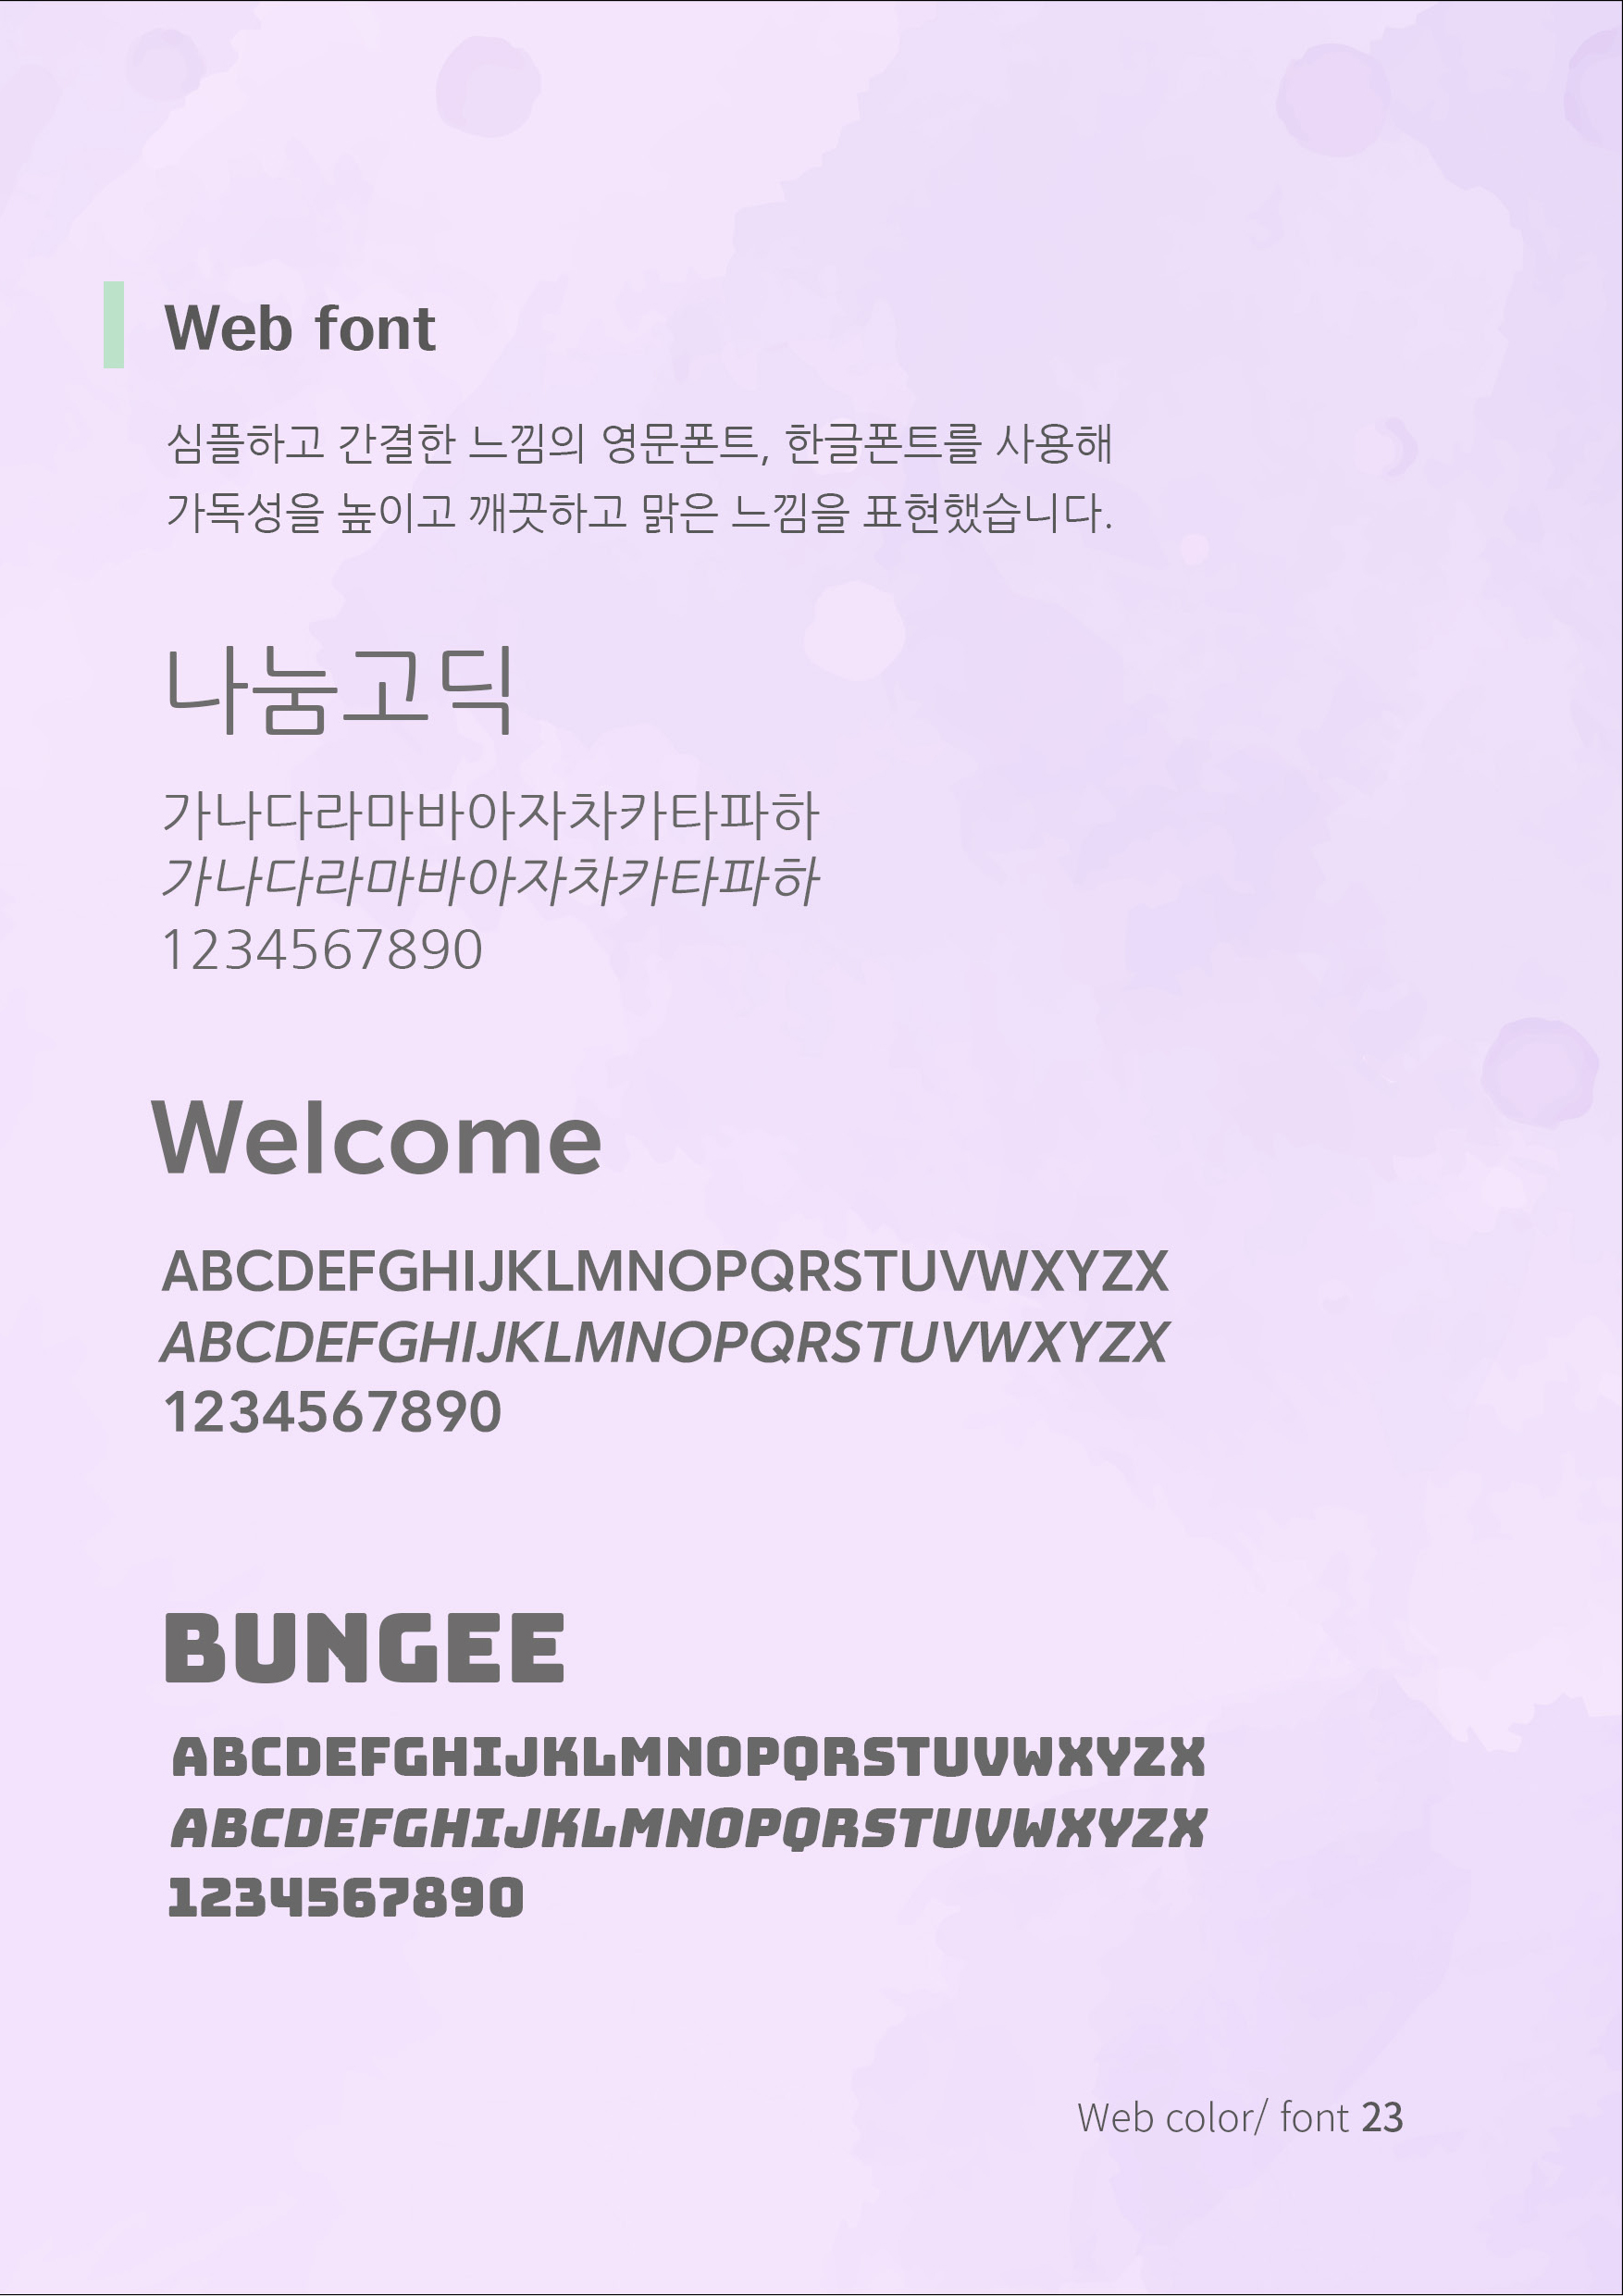 Web font
심플하고 간결한 느낌의 영문폰트, 한글폰트를 사용해
가독성을 높이고 깨끗하고 맑은 느낌을 표현했습니다.
나눔고딕
가나다라마바아자차카타파하
가나다라마바아자차카타파하
1234567890
Welcome
ABCDEFGHIJKLMNOPQRSTUVWXYZX
ABCDEFGHIJKLMNOPQRSTUVWXYZX
1234567890
BUNGEE
ABCDEFGHIJKLMNOPQRSTUVWXYZX
ABCDEFGHIJKLMNOPQRSTUVWXYZX
1234567890
Web color/ font 23